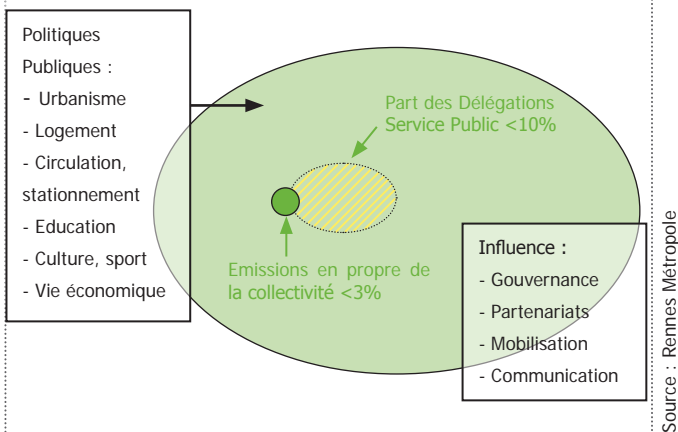 Politiques
Publiques :
- Urbanisme
- Logement
- Circulation,
stationnement
- Education
- Culture, sport
- Vie économique
Part des Délégations
Service Public <10%
Emissions en propre de
la collectivité <3%
Influence :
- Gouvernance
- Partenariats
- Mobilisation
- Communication
Source : Rennes Métropole